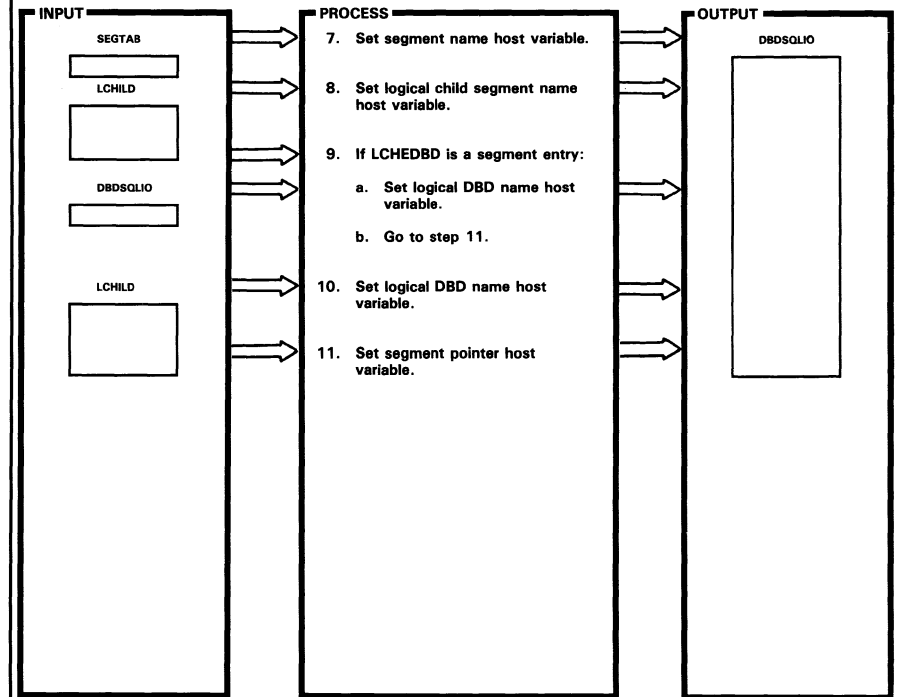 INPUT
SEGTAB
LCHILD
DBDSQLIO
LCHILD
PROCESS
7. Set segment name host variable.
8. Set logical child segment name
host variable.
9. If LCHEDBD is a segment entry:
a. Set logical DBD name host
variable.
b. Go to step 11.
10. Set logical DBD name host
variable.
11. Set segment pointer host
variable.
OUTPUT
DBDSQLIO